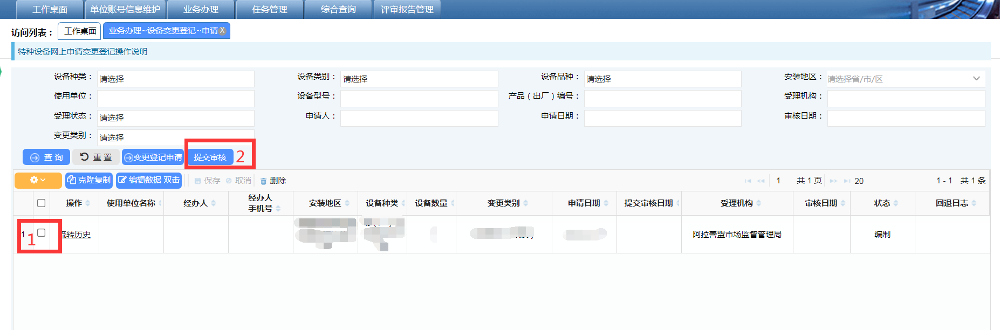 工作桌面 单位账号信息维护 业务办理 任务管理 综合查询 评审报告管理
访问列表： 工作桌面 业务办理~设备变更登记~申请 X
特种设备网上申请变更登记操作说明
设备种类： 请选择 设备类别： 请选择 设备品种： 请选择 安装地区： 请选择省/市/区
使用单位： 设备型号： 产品（出厂）编号： 受理机构：
受理状态： 请选择 申请人： 申请日期： 审核日期：
变更类别： 请选择
查 询 重 置 变更登记申请 提交审核 2
克隆复制 编辑数据 双击 保存 取消 删除 1 共 1 页 20 1 - 1 共 1 条
操作 使用单位名称 经办人 经办人 安装地区 设备种类 设备数量 变更类别 申请日期 提交审核日期 受理机构 审核日期 状态 回退日志
手机号
1 1 流转历史 阿拉善盟市场监督管理局 编制